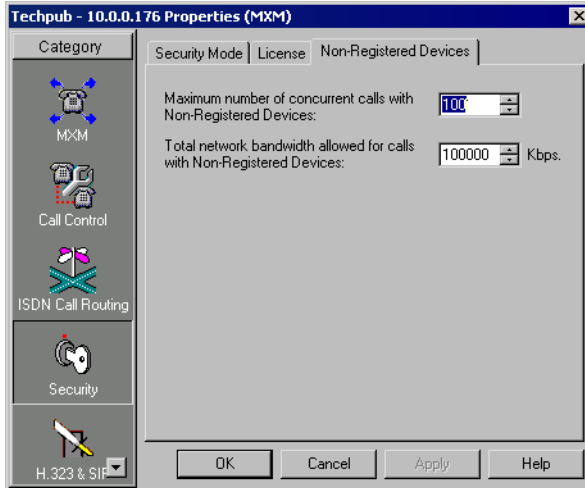 Techpub - 10.0.0.176 Properties (MXM)
Category
MXM
Call Control
ISDN Call Routing
Security
H.323 & SIP
Security Mode
License
Non-Registered Devices
Maximum number of concurrent calls with
Non-Registered Devices:
100
Total network bandwidth allowed for calls
with Non-Registered Devices:
100000
Kbps.
OK
Cancel
Apply
Help